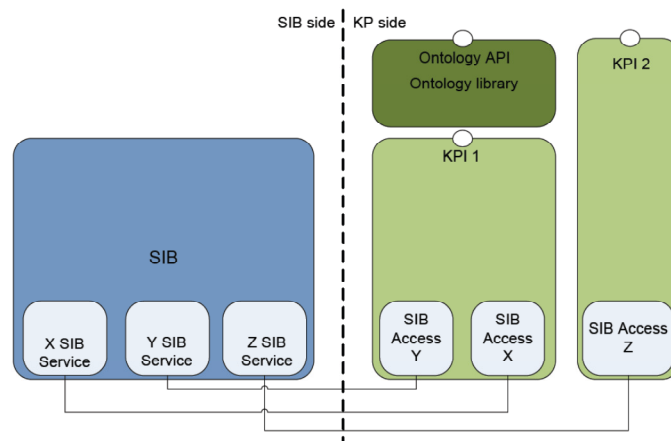 SIB side
KP side
Ontology API
Ontology library
KPI 2
KPI 1
SIB
X SIB
Service
Y SIB
Service
Z SIB
Service
SIB
Access
Y
SIB
Access
X
SIB Access
Z